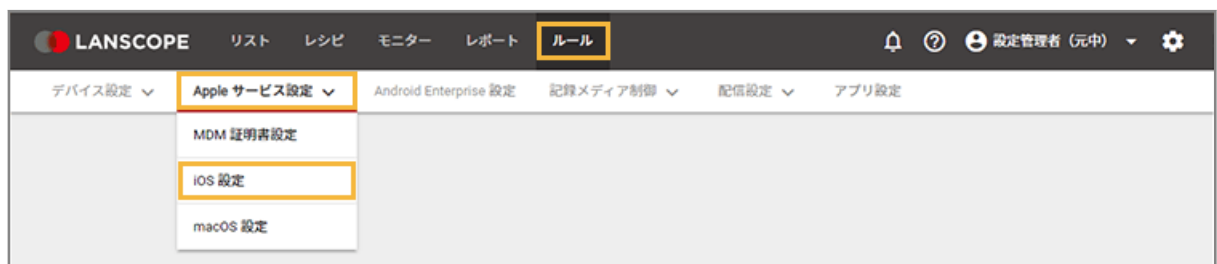 LANSCOPE リスト レシピ モニター レポート ルール 設定管理者（元中）
デバイス設定 Apple サービス設定 Android Enterprise 設定 記録メディア制御 配信設定 アプリ設定
MDM 証明書設定
iOS 設定
macOS 設定